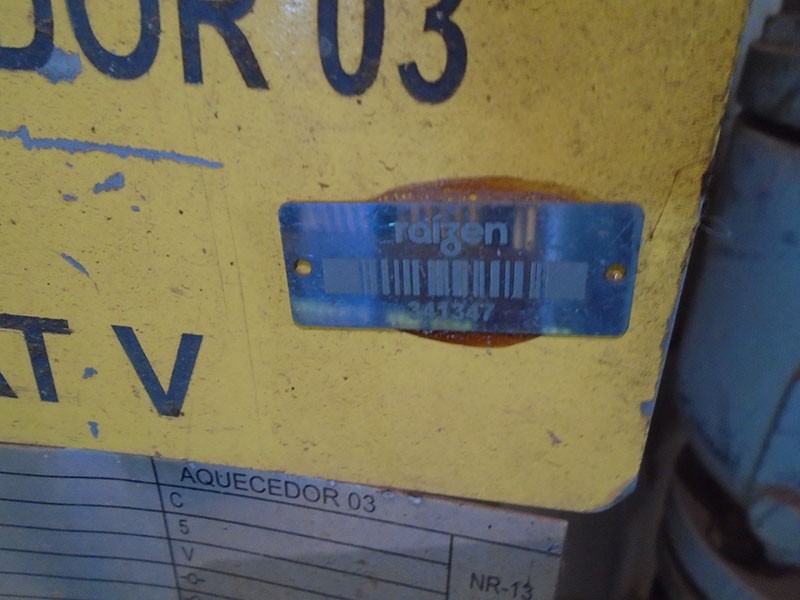 DOR 03
raízen
341347
AT V
AQUECEDOR 03
C
5
V
NR-13